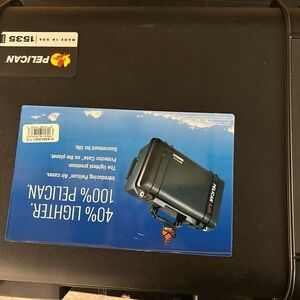 40% LIGHTER.
100% PELICAN.
Introducing Pelican™ Air cases.
The lightest premium
Protector Case™ on the planet.
Guaranteed for life.
PELICAN
1535
MADE IN USA
PELICAN